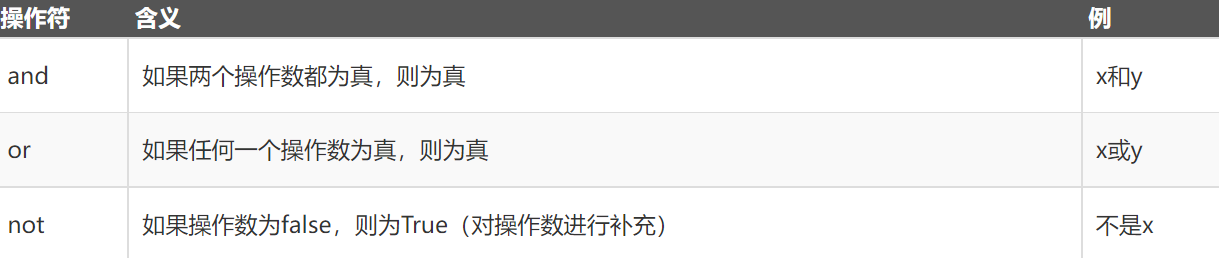 操作符 含义 例
and 如果两个操作数都为真，则为真 x和y
or 如果任何一个操作数为真，则为真 x或y
not 如果操作数为false，则为True（对操作数进行补充） 不是x